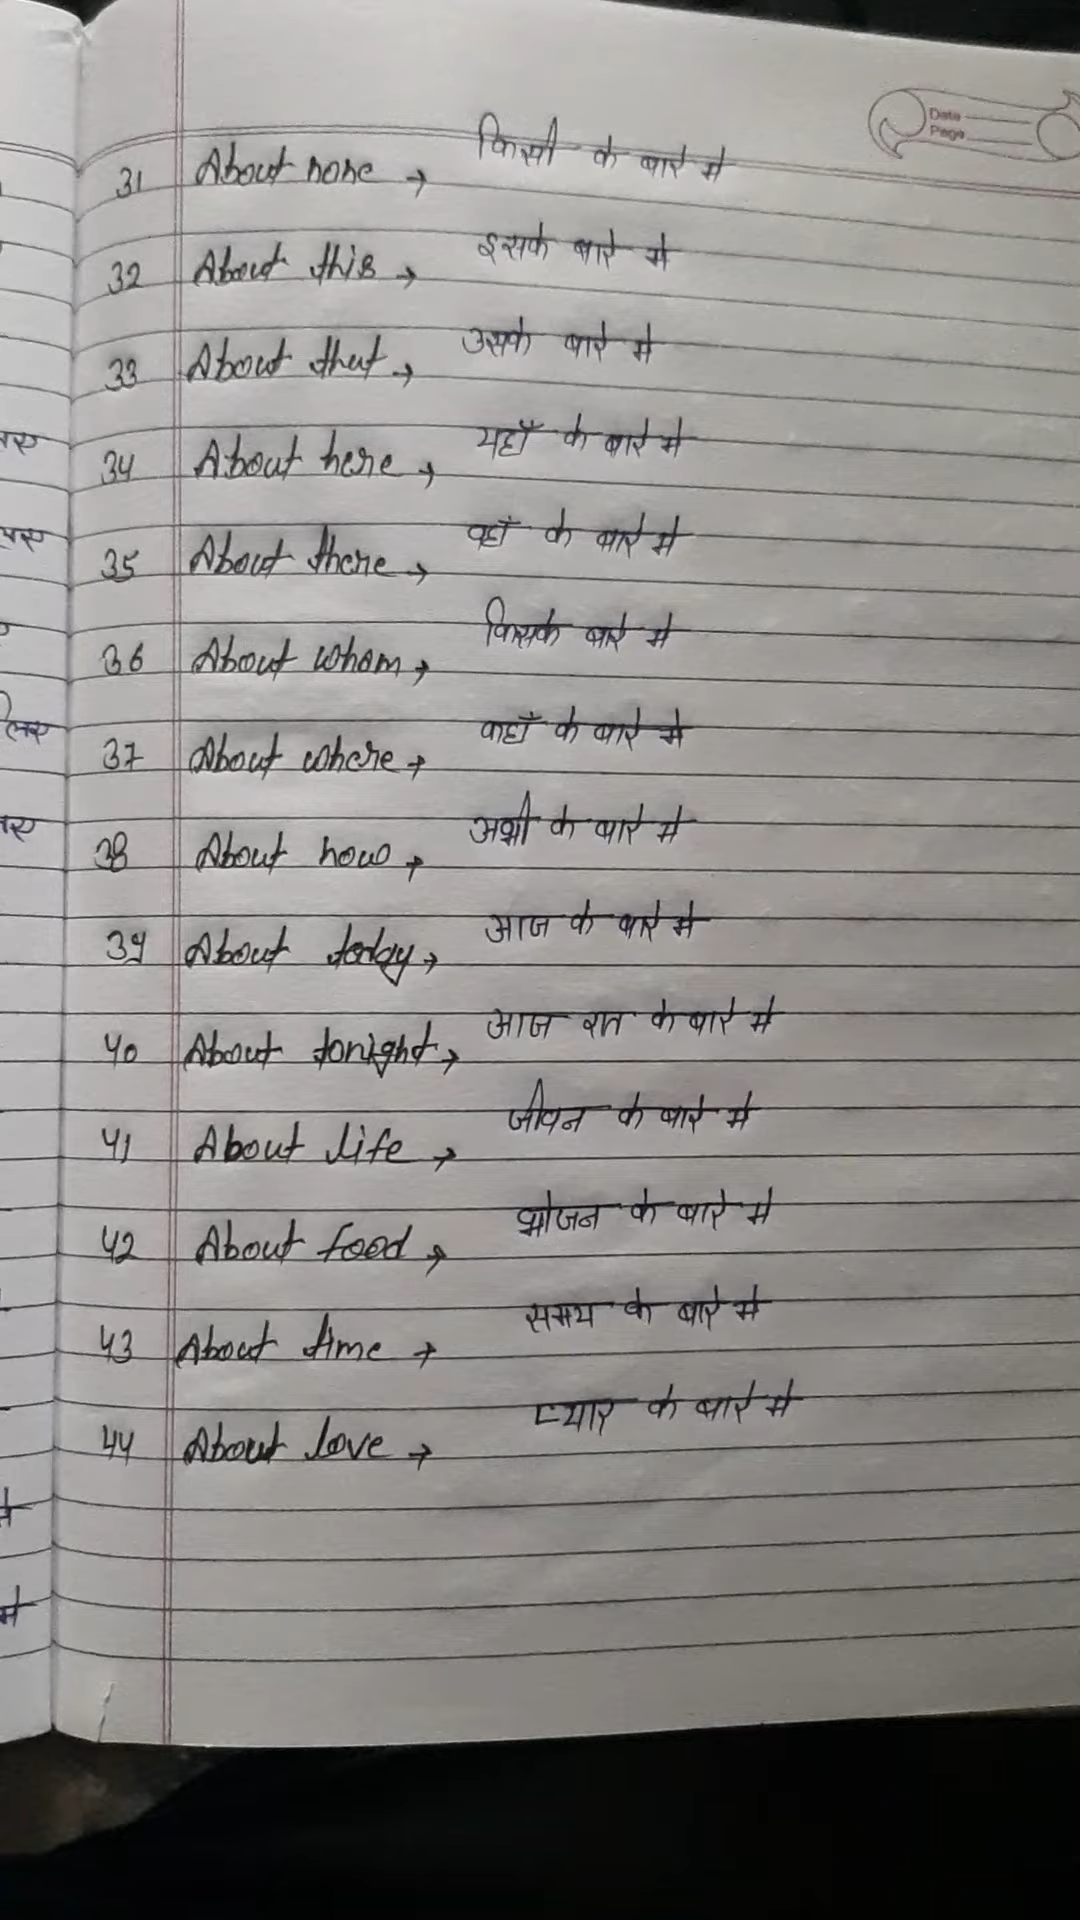 Date
Page
31 About none → किसी के बारे में
32 About this → इसके बारे में
33 About that → उसके बारे में
34 About here → यहाँ के बारे में
35 About there → वहाँ के बारे में
36 About whom → किसके बारे में
37 About where → कहाँ के बारे में
38 About now → अभी के बारे में
39 About today → आज के बारे में
40 About tonight → आज रात के बारे में
41 About life → जीवन के बारे में
42 About food → भोजन के बारे में
43 About time → समय के बारे में
44 About love → प्यार के बारे में